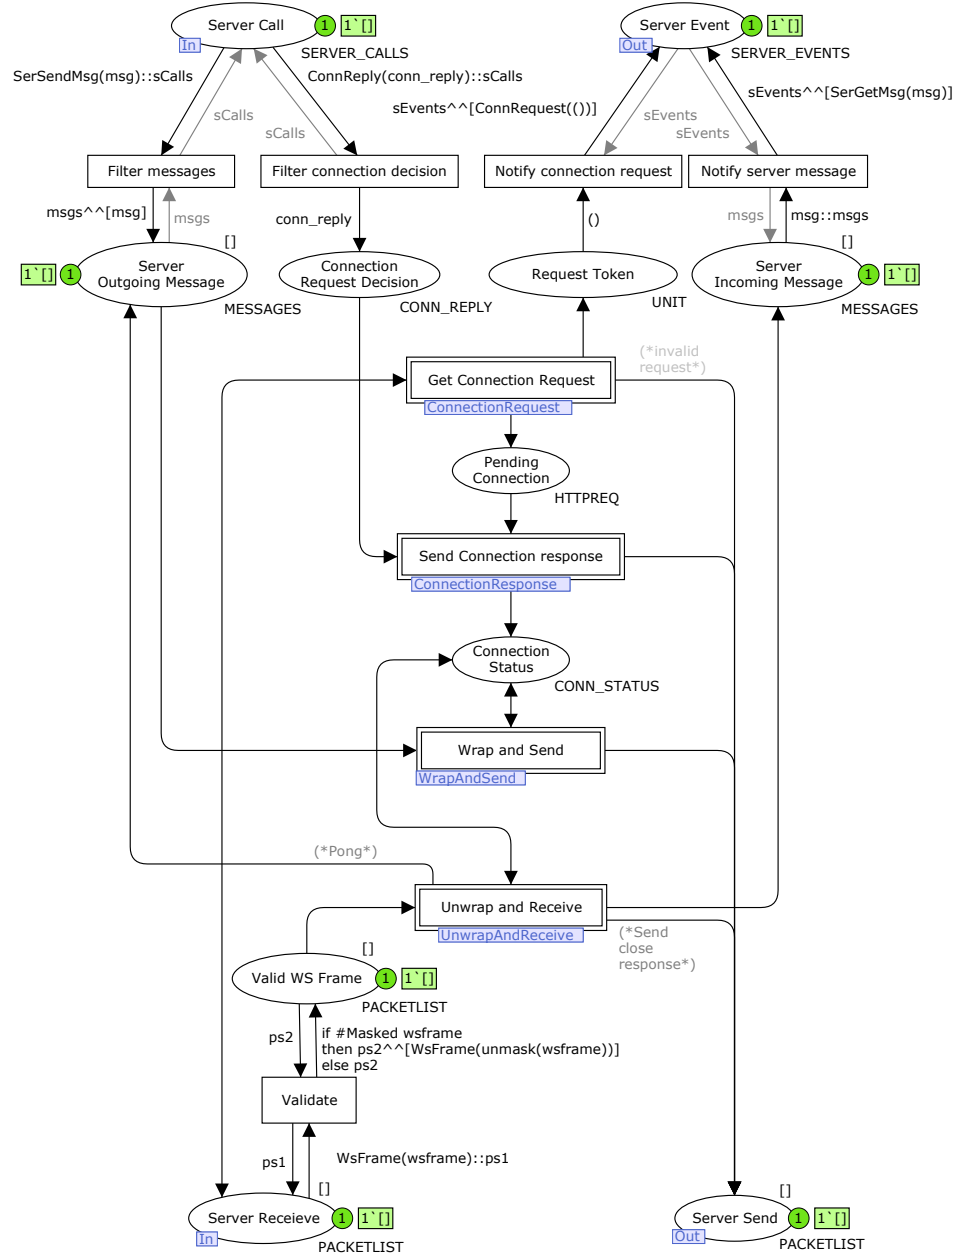 Server Call
1
1`[]
In
SERVER_CALLS
Server Event
1
1`[]
Out
SERVER_EVENTS
SerSendMsg(msg)::sCalls
ConnReply(conn_reply)::sCalls
sEvents^^[ConnRequest(())]
sEvents^^[SerGetMsg(msg)]
sCalls
sCalls
sEvents
sEvents
Filter messages
Filter connection decision
Notify connection request
Notify server message
msgs^^[msg]
msgs
conn_reply
()
msgs
msg::msgs
[]
[]
1`[]
1
Server
Outgoing Message
MESSAGES
Connection
Request Decision
CONN_REPLY
Request Token
UNIT
Server
Incoming Message
1
1`[]
MESSAGES
(*invalid
request*)
Get Connection Request
ConnectionRequest
Pending
Connection
HTTPREQ
Send Connection response
ConnectionResponse
Connection
Status
CONN_STATUS
Wrap and Send
WrapAndSend
(*Pong*)
Unwrap and Receive
UnwrapAndReceive
(*Send
close
response*)
[]
Valid WS Frame
1
1`[]
PACKETLIST
ps2
if #Masked wsframe
then ps2^^[WsFrame(unmask(wsframe))]
else ps2
Validate
ps1
WsFrame(wsframe)::ps1
[]
Server Receieve
1
1`[]
In
PACKETLIST
[]
Server Send
1
1`[]
Out
PACKETLIST